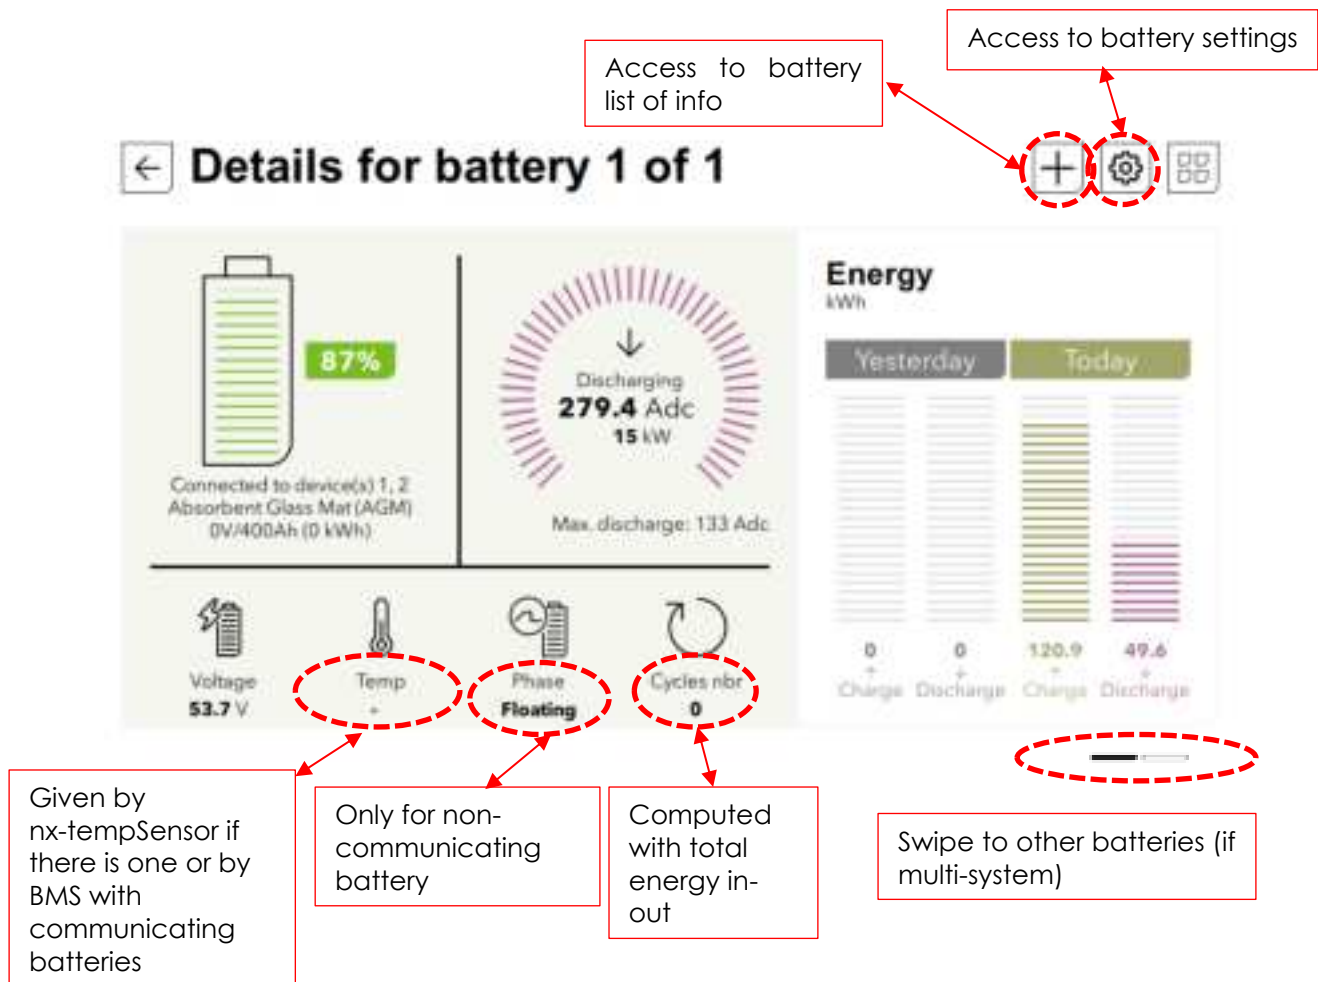 Access to battery settings
Access to battery
list of info
Details for battery 1 of 1
87%
Connected to device(s) 1, 2
Absorbent Glass Mat (AGM)
0V/400Ah (0 kWh)
Discharging
279.4 Adc
15 kW
Max. discharge: 133 Adc
Energy
kWh
Yesterday Today
0 0 120.9 49.6
Charge Discharge Charge Discharge
Voltage Temp Phase Cycles nbr
53.7 V - Floating 0
Given by
nx-tempSensor if
there is one or by
BMS with
communicating
batteries
Only for non-
communicating
battery
Computed
with total
energy in-
out
Swipe to other batteries (if
multi-system)